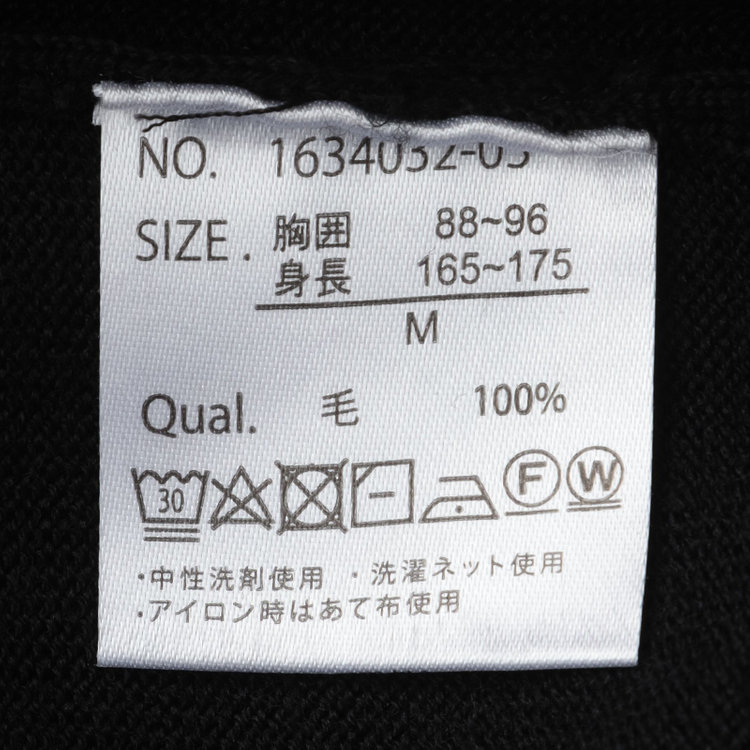 NO. 1634032-03
SIZE. 胸囲 88~96
身長 165~175
M
Qual. 毛 100%
30 F W
・中性洗剤使用 ・洗濯ネット使用
・アイロン時はあて布使用